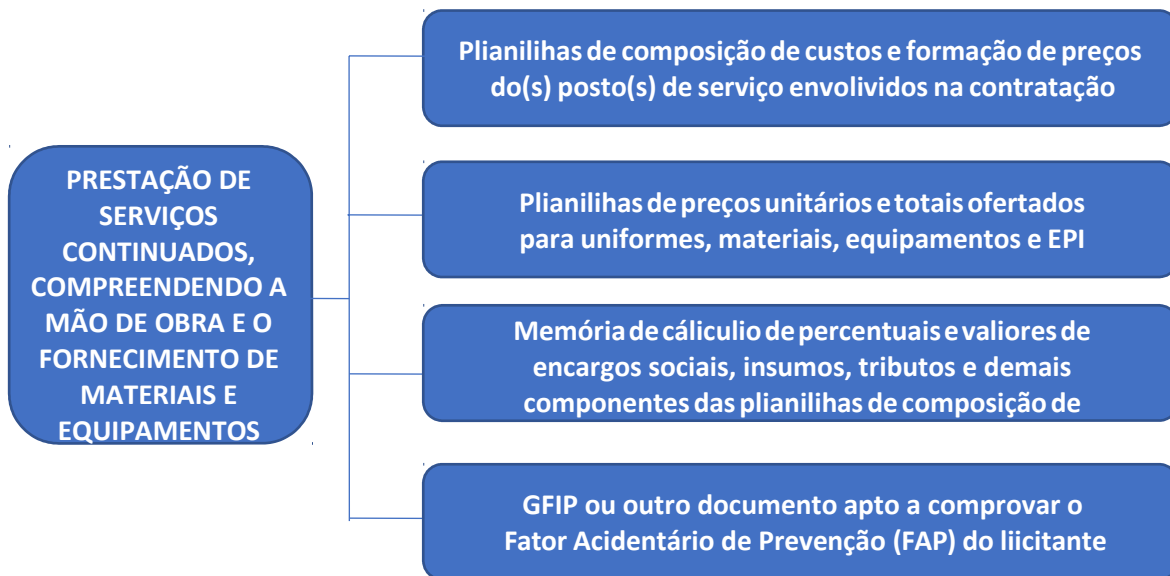 PRESTAÇÃO DE
SERVIÇOS
CONTINUADOS,
COMPREENDENDO A
MÃO DE OBRA E O
FORNECIMENTO DE
MATERIAIS E
EQUIPAMENTOS
Plianilihas de composição de custos e formação de preços
do(s) posto(s) de serviço envolividos na contratação
Plianilihas de preços unitários e totais ofertados
para uniformes, materiais, equipamentos e EPI
Memória de cáliculio de percentuais e valiores de
encargos sociais, insumos, tributos e demais
componentes das plianilihas de composição de
GFIP ou outro documento apto a comprovar o
Fator Acidentário de Prevenção (FAP) do liicitante